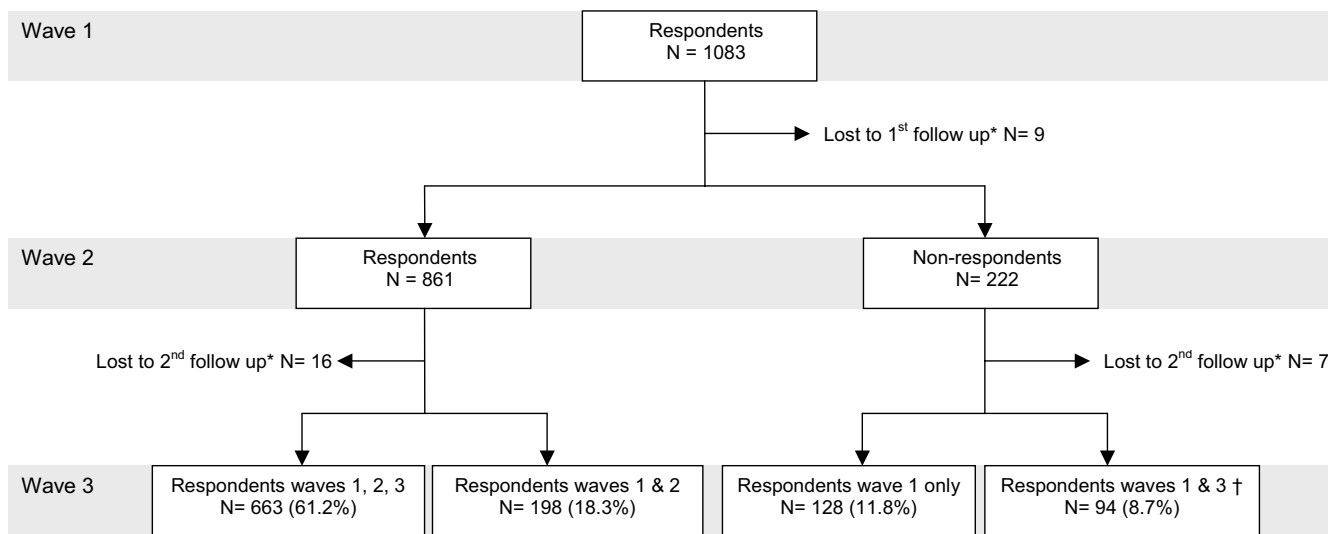 Wave 1
Respondents
N = 1083
Lost to 1st follow up* N= 9
Wave 2
Respondents
N = 861
Non-respondents
N= 222
Lost to 2nd follow up* N= 16
Lost to 2nd follow up* N= 7
Wave 3
Respondents waves 1, 2, 3
N= 663 (61.2%)
Respondents waves 1 & 2
N= 198 (18.3%)
Respondents wave 1 only
N= 128 (11.8%)
Respondents waves 1 & 3 †
N= 94 (8.7%)